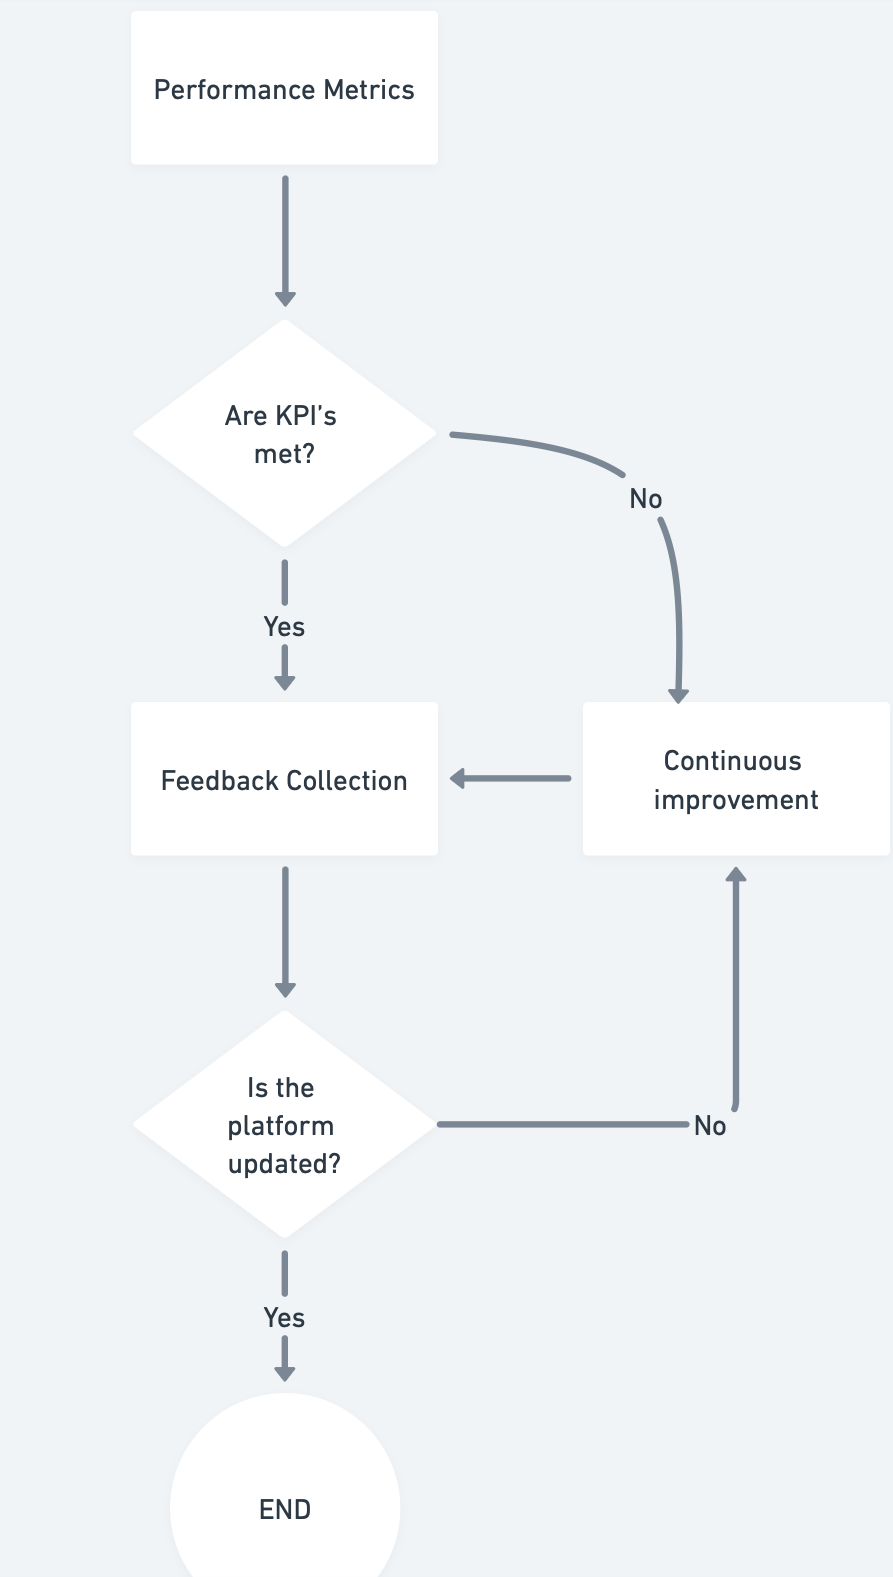 Performance Metrics
Are KPI's
met?
No
Yes
Feedback Collection
Continuous
improvement
Is the
platform
updated?
No
Yes
END